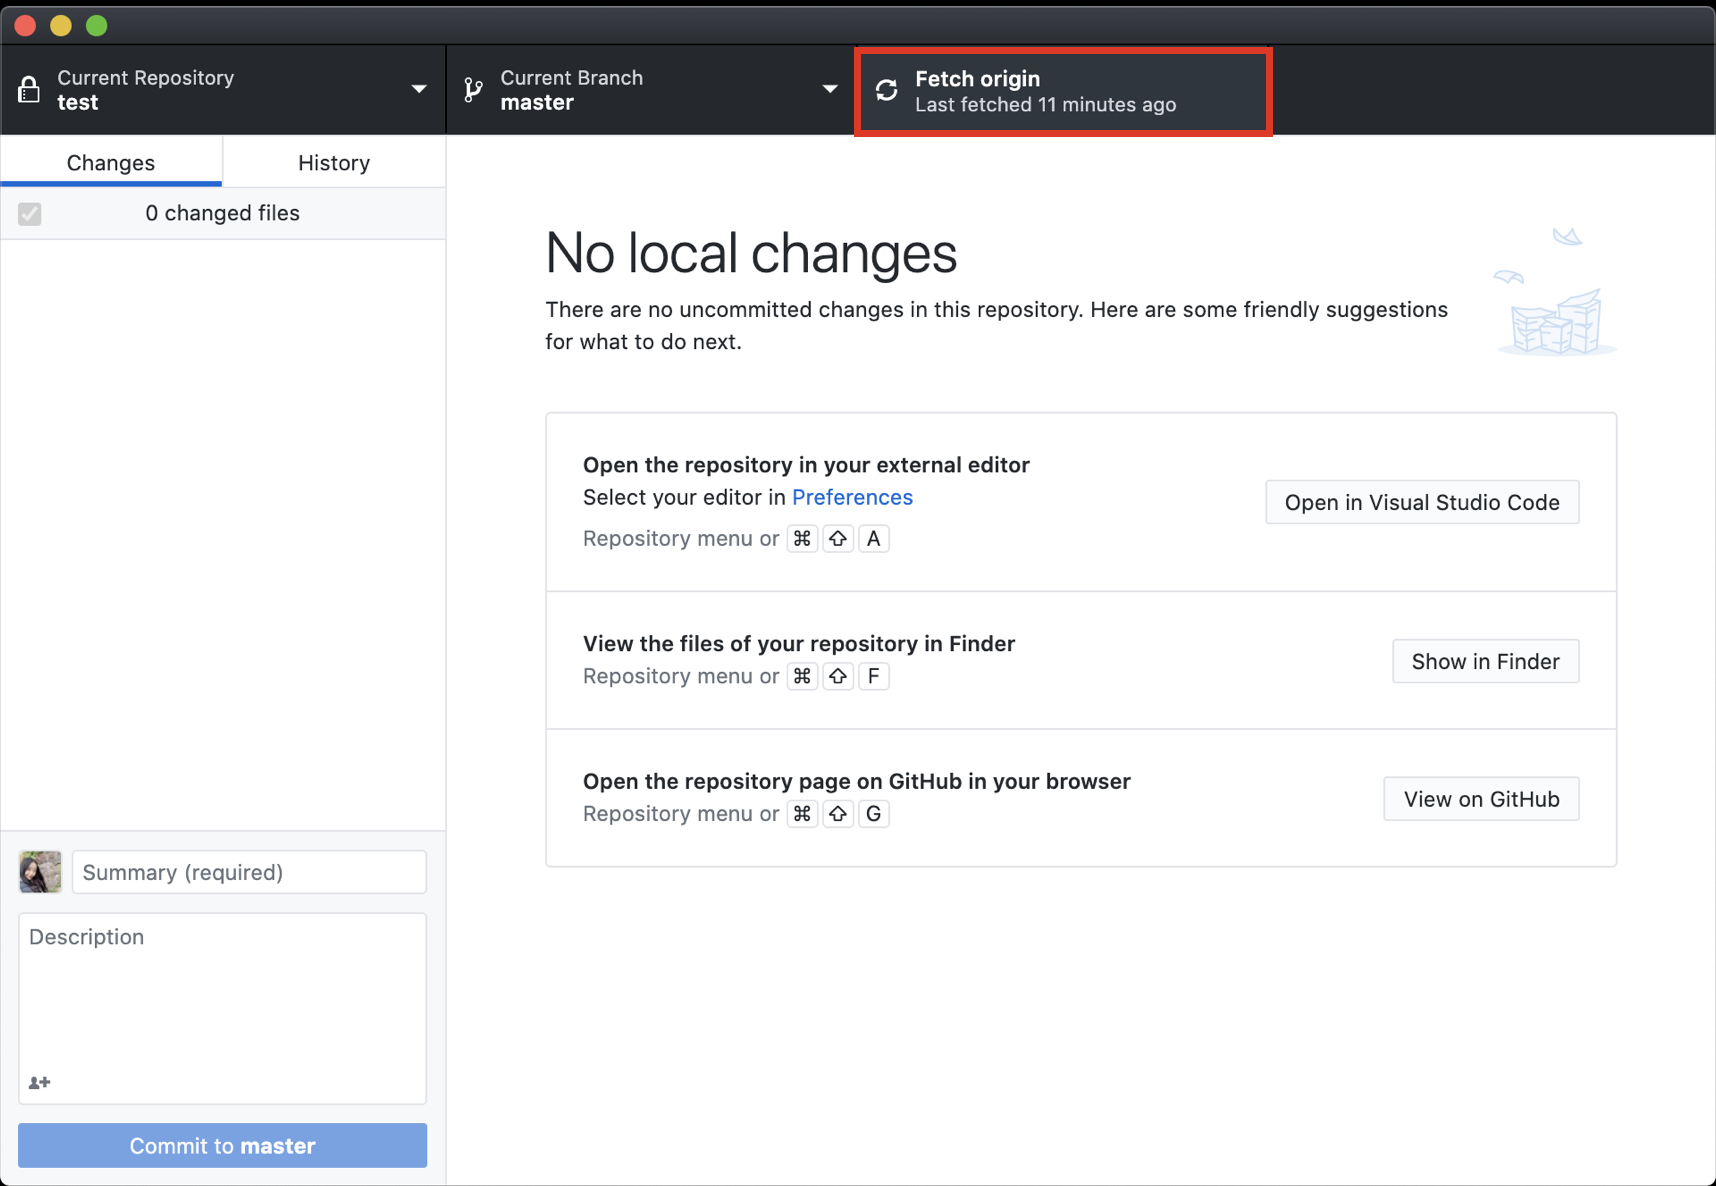 Current Repository
test
Current Branch
master
Fetch origin
Last fetched 11 minutes ago
Changes
History
0 changed files
No local changes
There are no uncommitted changes in this repository. Here are some friendly suggestions
for what to do next.
Open the repository in your external editor
Select your editor in Preferences
Repository menu or ⌘ ⇧ A
Open in Visual Studio Code
View the files of your repository in Finder
Repository menu or ⌘ ⇧ F
Show in Finder
Open the repository page on GitHub in your browser
Repository menu or ⌘ ⇧ G
View on GitHub
Summary (required)
Description
Commit to master